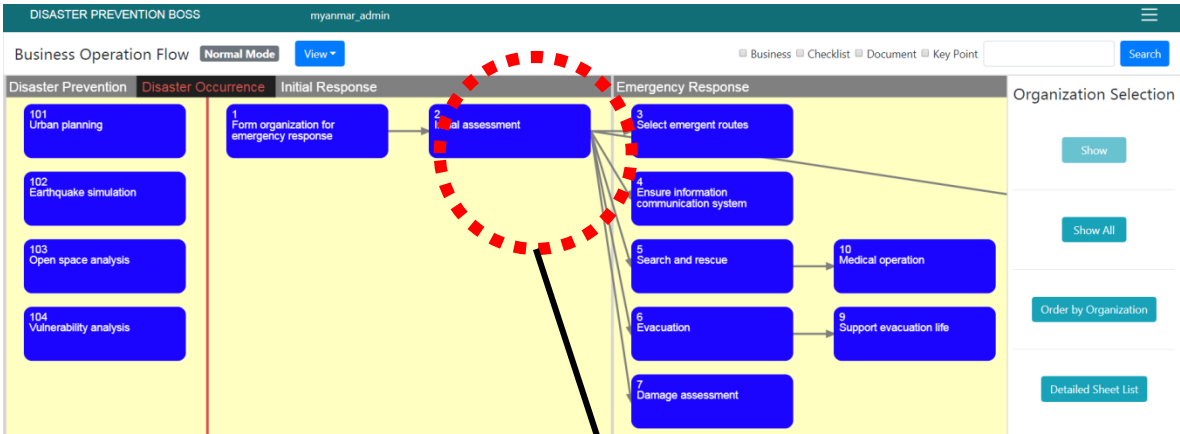 DISASTER PREVENTION BOSS myanmar_admin
Business Operation Flow Normal Mode View Business Checklist Document Key Point Search
Disaster Prevention Disaster Occurrence Initial Response Emergency Response
Organization Selection
101
Urban planning
1
Form organization for
emergency response
2
Initial assessment
3
Select emergent routes
Show
102
Earthquake simulation
4
Ensure information
communication system
Show All
103
Open space analysis
5
Search and rescue
10
Medical operation
Order by Organization
104
Vulnerability analysis
6
Evacuation
9
Support evacuation life
7
Damage assessment
Detailed Sheet List